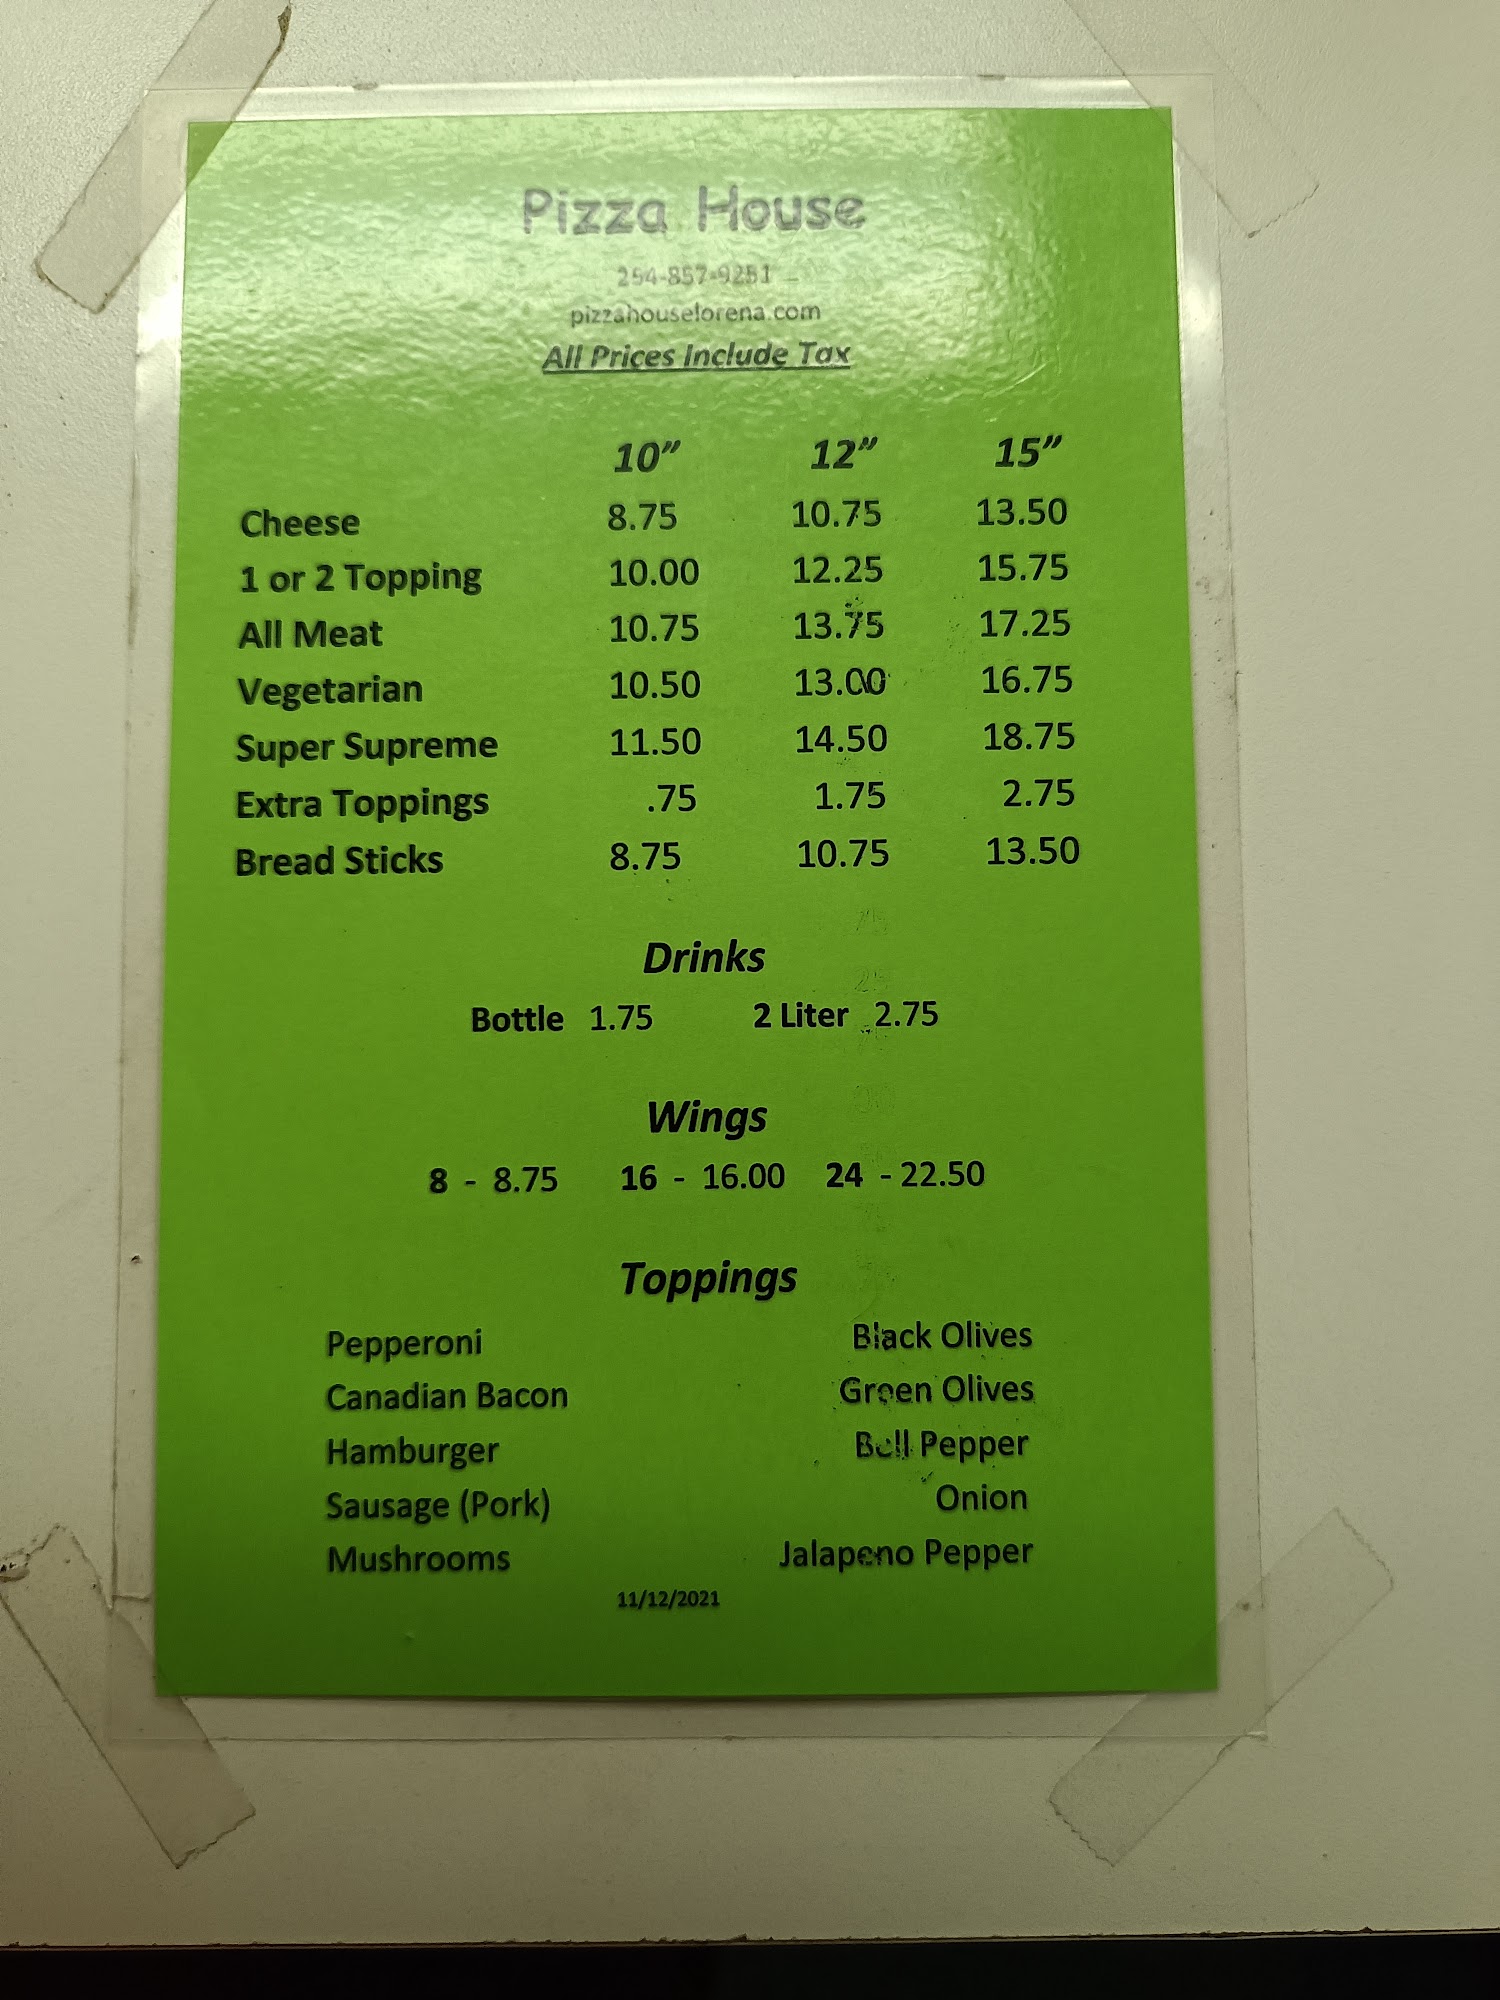 Pizza House
254-857-9251
pizzahouselorena.com
All Prices Include Tax
10” 12” 15”
Cheese 8.75 10.75 13.50
1 or 2 Topping 10.00 12.25 15.75
All Meat 10.75 13.75 17.25
Vegetarian 10.50 13.00 16.75
Super Supreme 11.50 14.50 18.75
Extra Toppings .75 1.75 2.75
Bread Sticks 8.75 10.75 13.50
Drinks
Bottle 1.75 2 Liter 2.75
Wings
8 - 8.75 16 - 16.00 24 - 22.50
Toppings
Pepperoni Black Olives
Canadian Bacon Green Olives
Hamburger Bell Pepper
Sausage (Pork) Onion
Mushrooms Jalapeno Pepper
11/12/2021